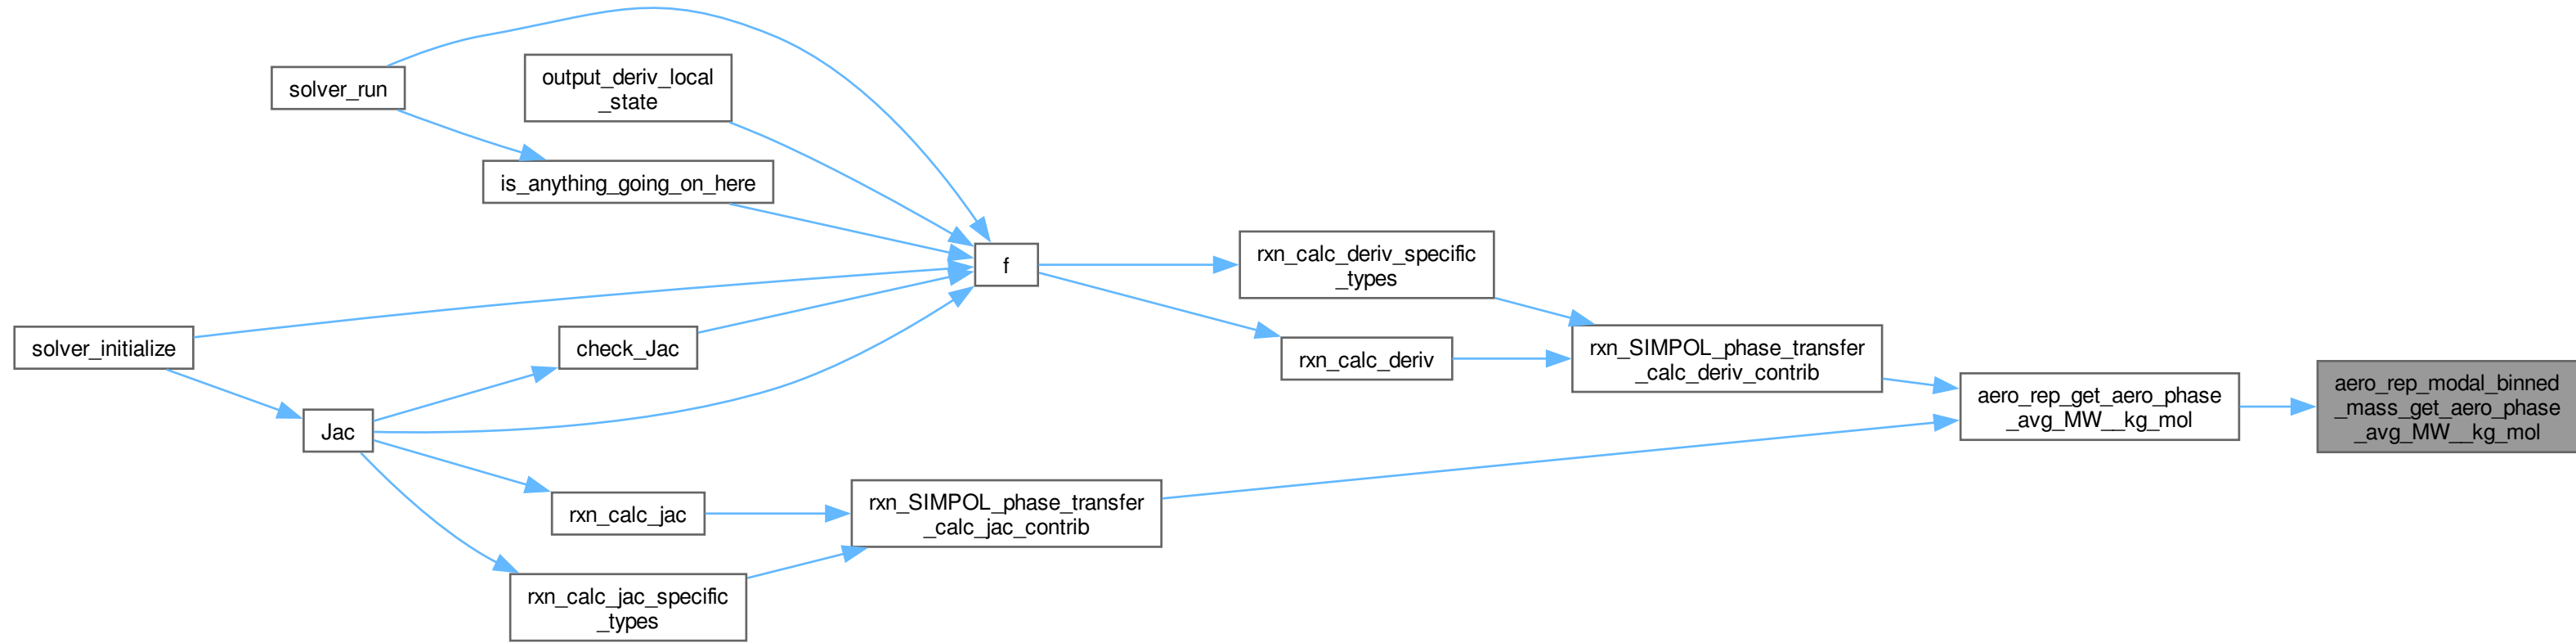 solver_run
output_deriv_local
_state
is_anything_going_on_here
f
rxn_calc_deriv_specific
_types
solver_initialize
check_Jac
rxn_calc_deriv
rxn_SIMPOL_phase_transfer
_calc_deriv_contrib
aero_rep_get_aero_phase
_avg_MW__kg_mol
aero_rep_modal_binned
_mass_get_aero_phase
_avg_MW__kg_mol
Jac
rxn_calc_jac
rxn_SIMPOL_phase_transfer
_calc_jac_contrib
rxn_calc_jac_specific
_types